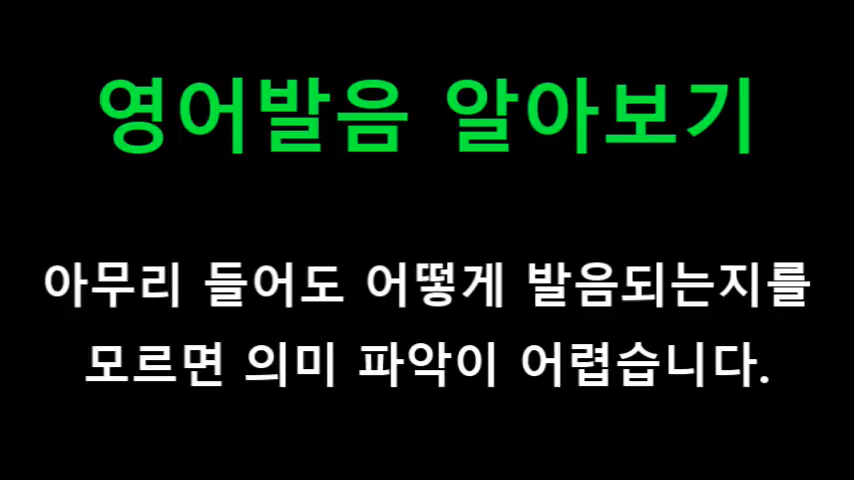 영어발음 알아보기
아무리 들어도 어떻게 발음되는지를
모르면 의미 파악이 어렵습니다.